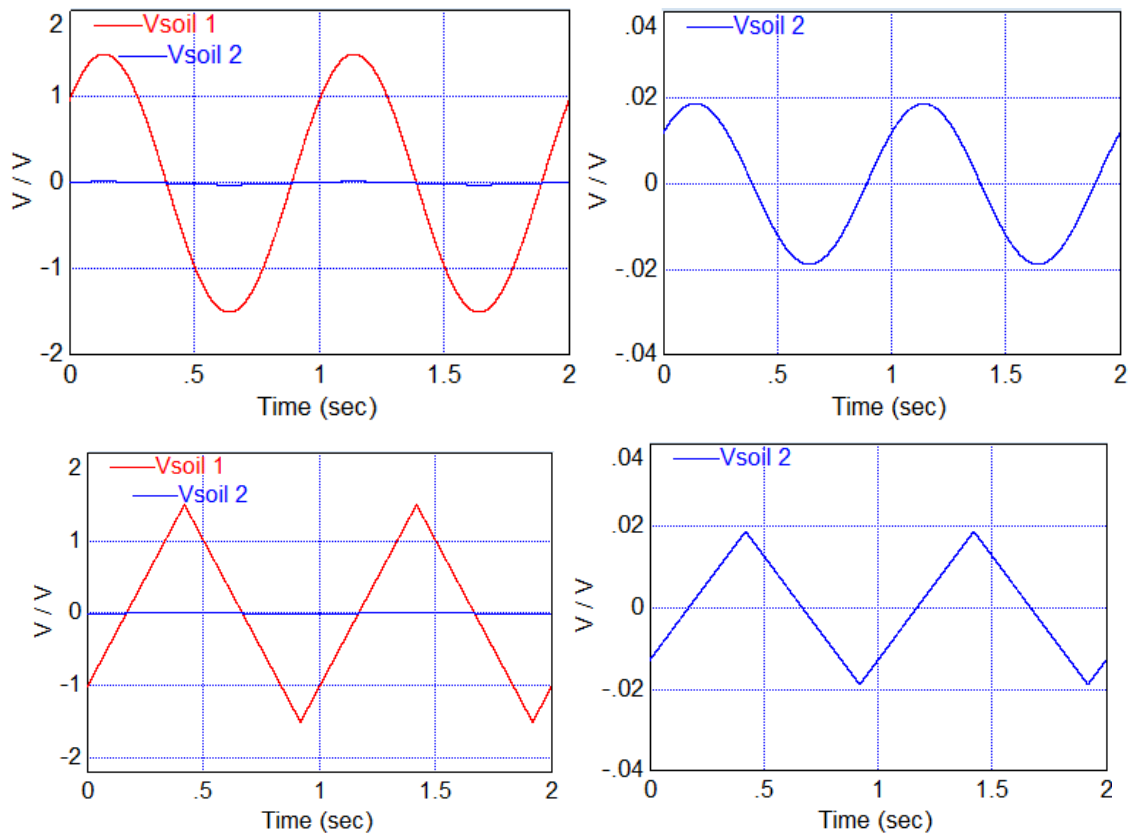 2
Vsoil 1
Vsoil 2
1
0
-1
-2
V / V
0 .5 1 1.5 2
Time (sec)
.04
Vsoil 2
.02
0
-.02
-.04
V / V
0 .5 1 1.5 2
Time (sec)
2
Vsoil 1
Vsoil 2
1
0
-1
-2
V / V
0 .5 1 1.5 2
Time (sec)
.04
Vsoil 2
.02
0
-.02
-.04
V / V
0 .5 1 1.5 2
Time (sec)